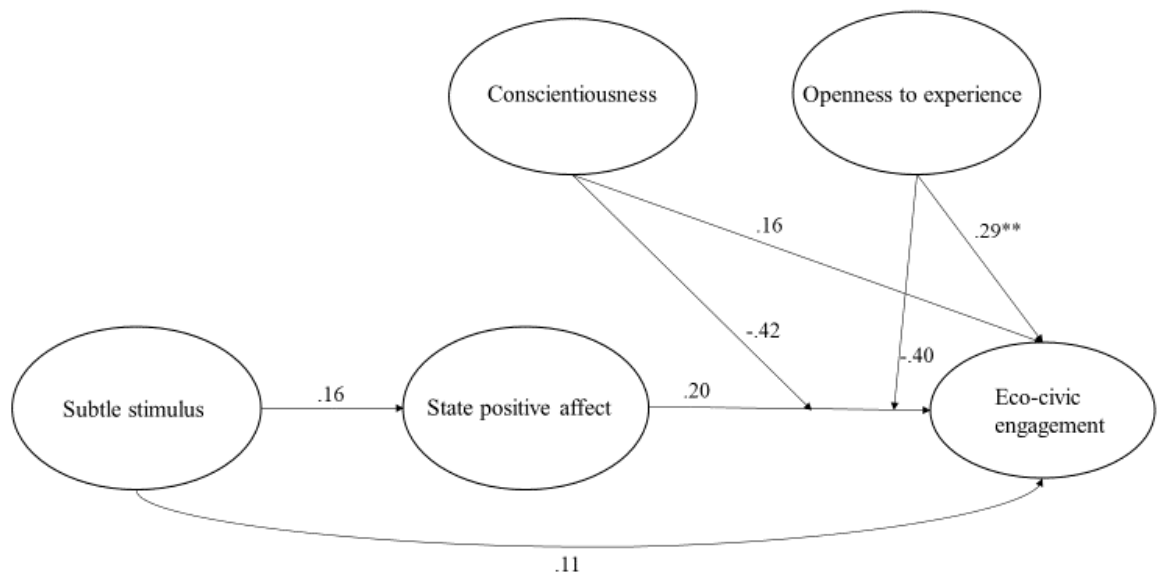 Conscientiousness
Openness to experience
.16
.29**
-.42
-.40
Subtle stimulus
.16
State positive affect
.20
Eco-civic
engagement
.11